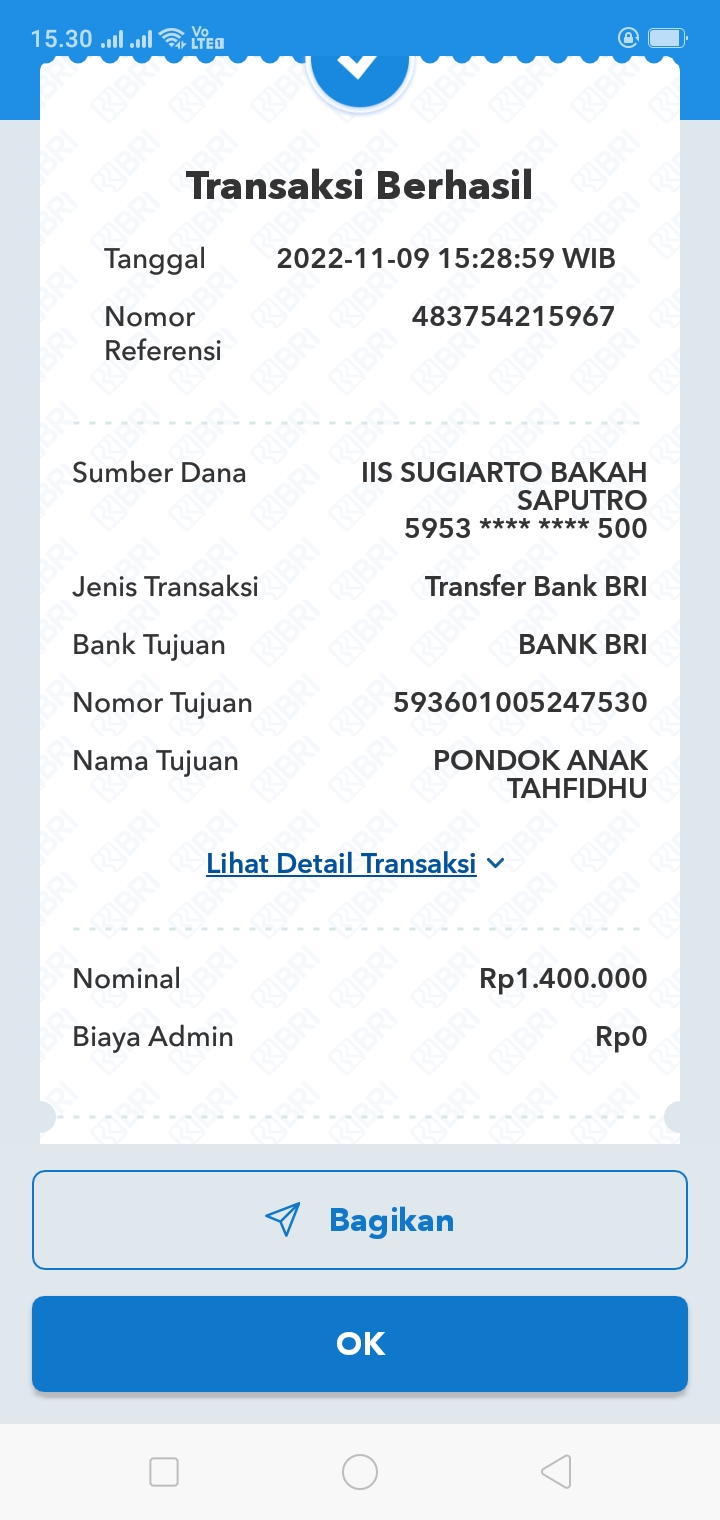 15.30
Vo
LTE
Transaksi Berhasil
Tanggal 2022-11-09 15:28:59 WIB
Nomor Referensi 483754215967
Sumber Dana IIS SUGIARTO BAKAH
SAPUTRO
5953 **** **** 500
Jenis Transaksi Transfer Bank BRI
Bank Tujuan BANK BRI
Nomor Tujuan 593601005247530
Nama Tujuan PONDOK ANAK
TAHFIDHU
Lihat Detail Transaksi
Nominal Rp1.400.000
Biaya Admin Rp0
Bagikan
OK